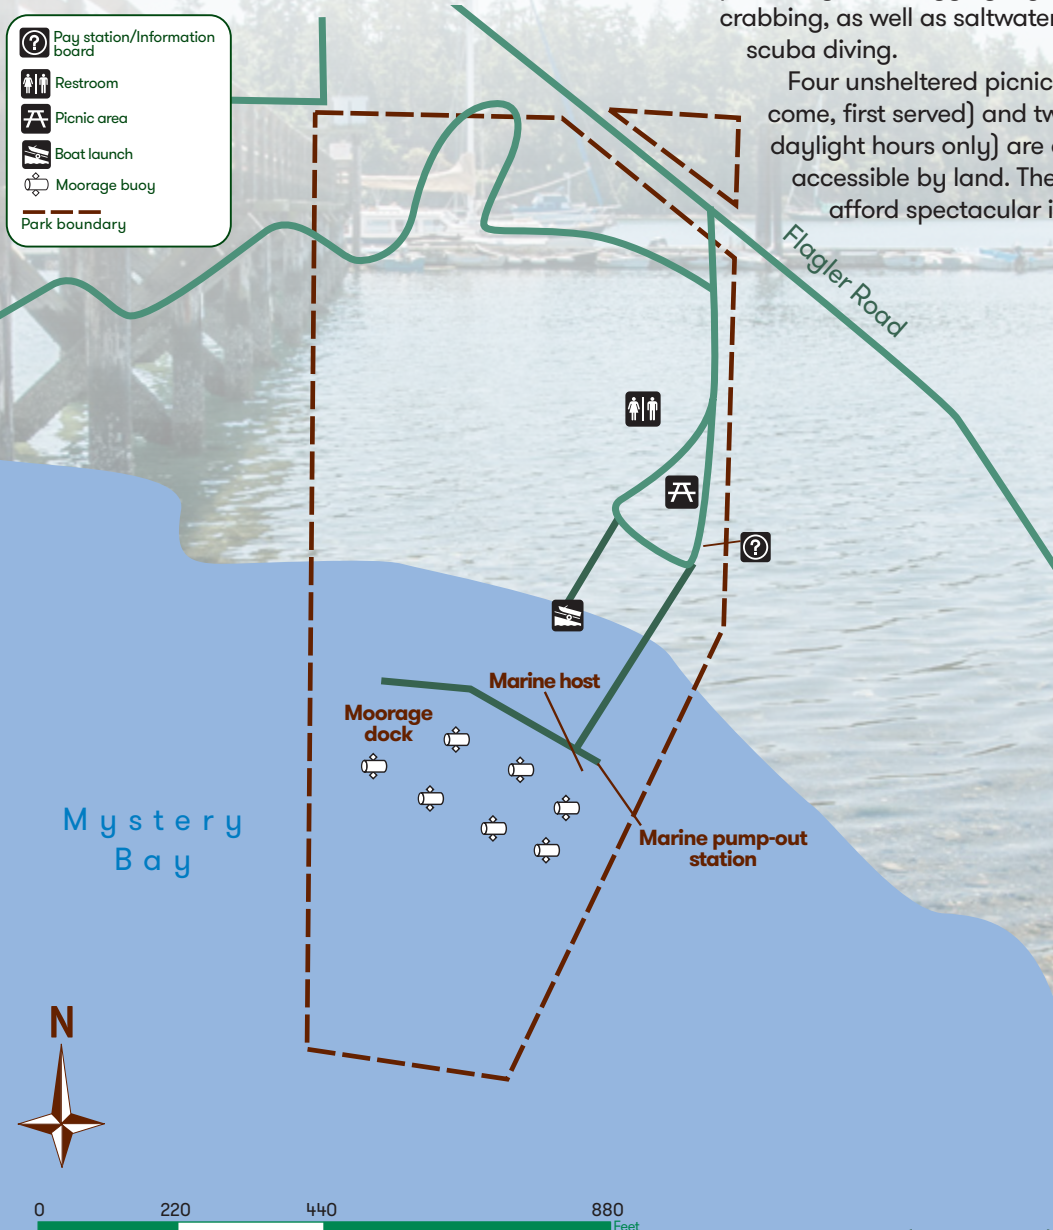 Pay station/Information
board
Restroom
Picnic area
Boat launch
Moorage buoy
Park boundary
crabbing, as well as saltwater
scuba diving.
Four unsheltered picnic
come, first served) and tw
daylight hours only) are
accessible by land. The
afford spectacular i
Flagler Road
Marine host
Moorage
dock
Marine pump-out
station
Mystery
Bay
N
0 220 440 880
Feet